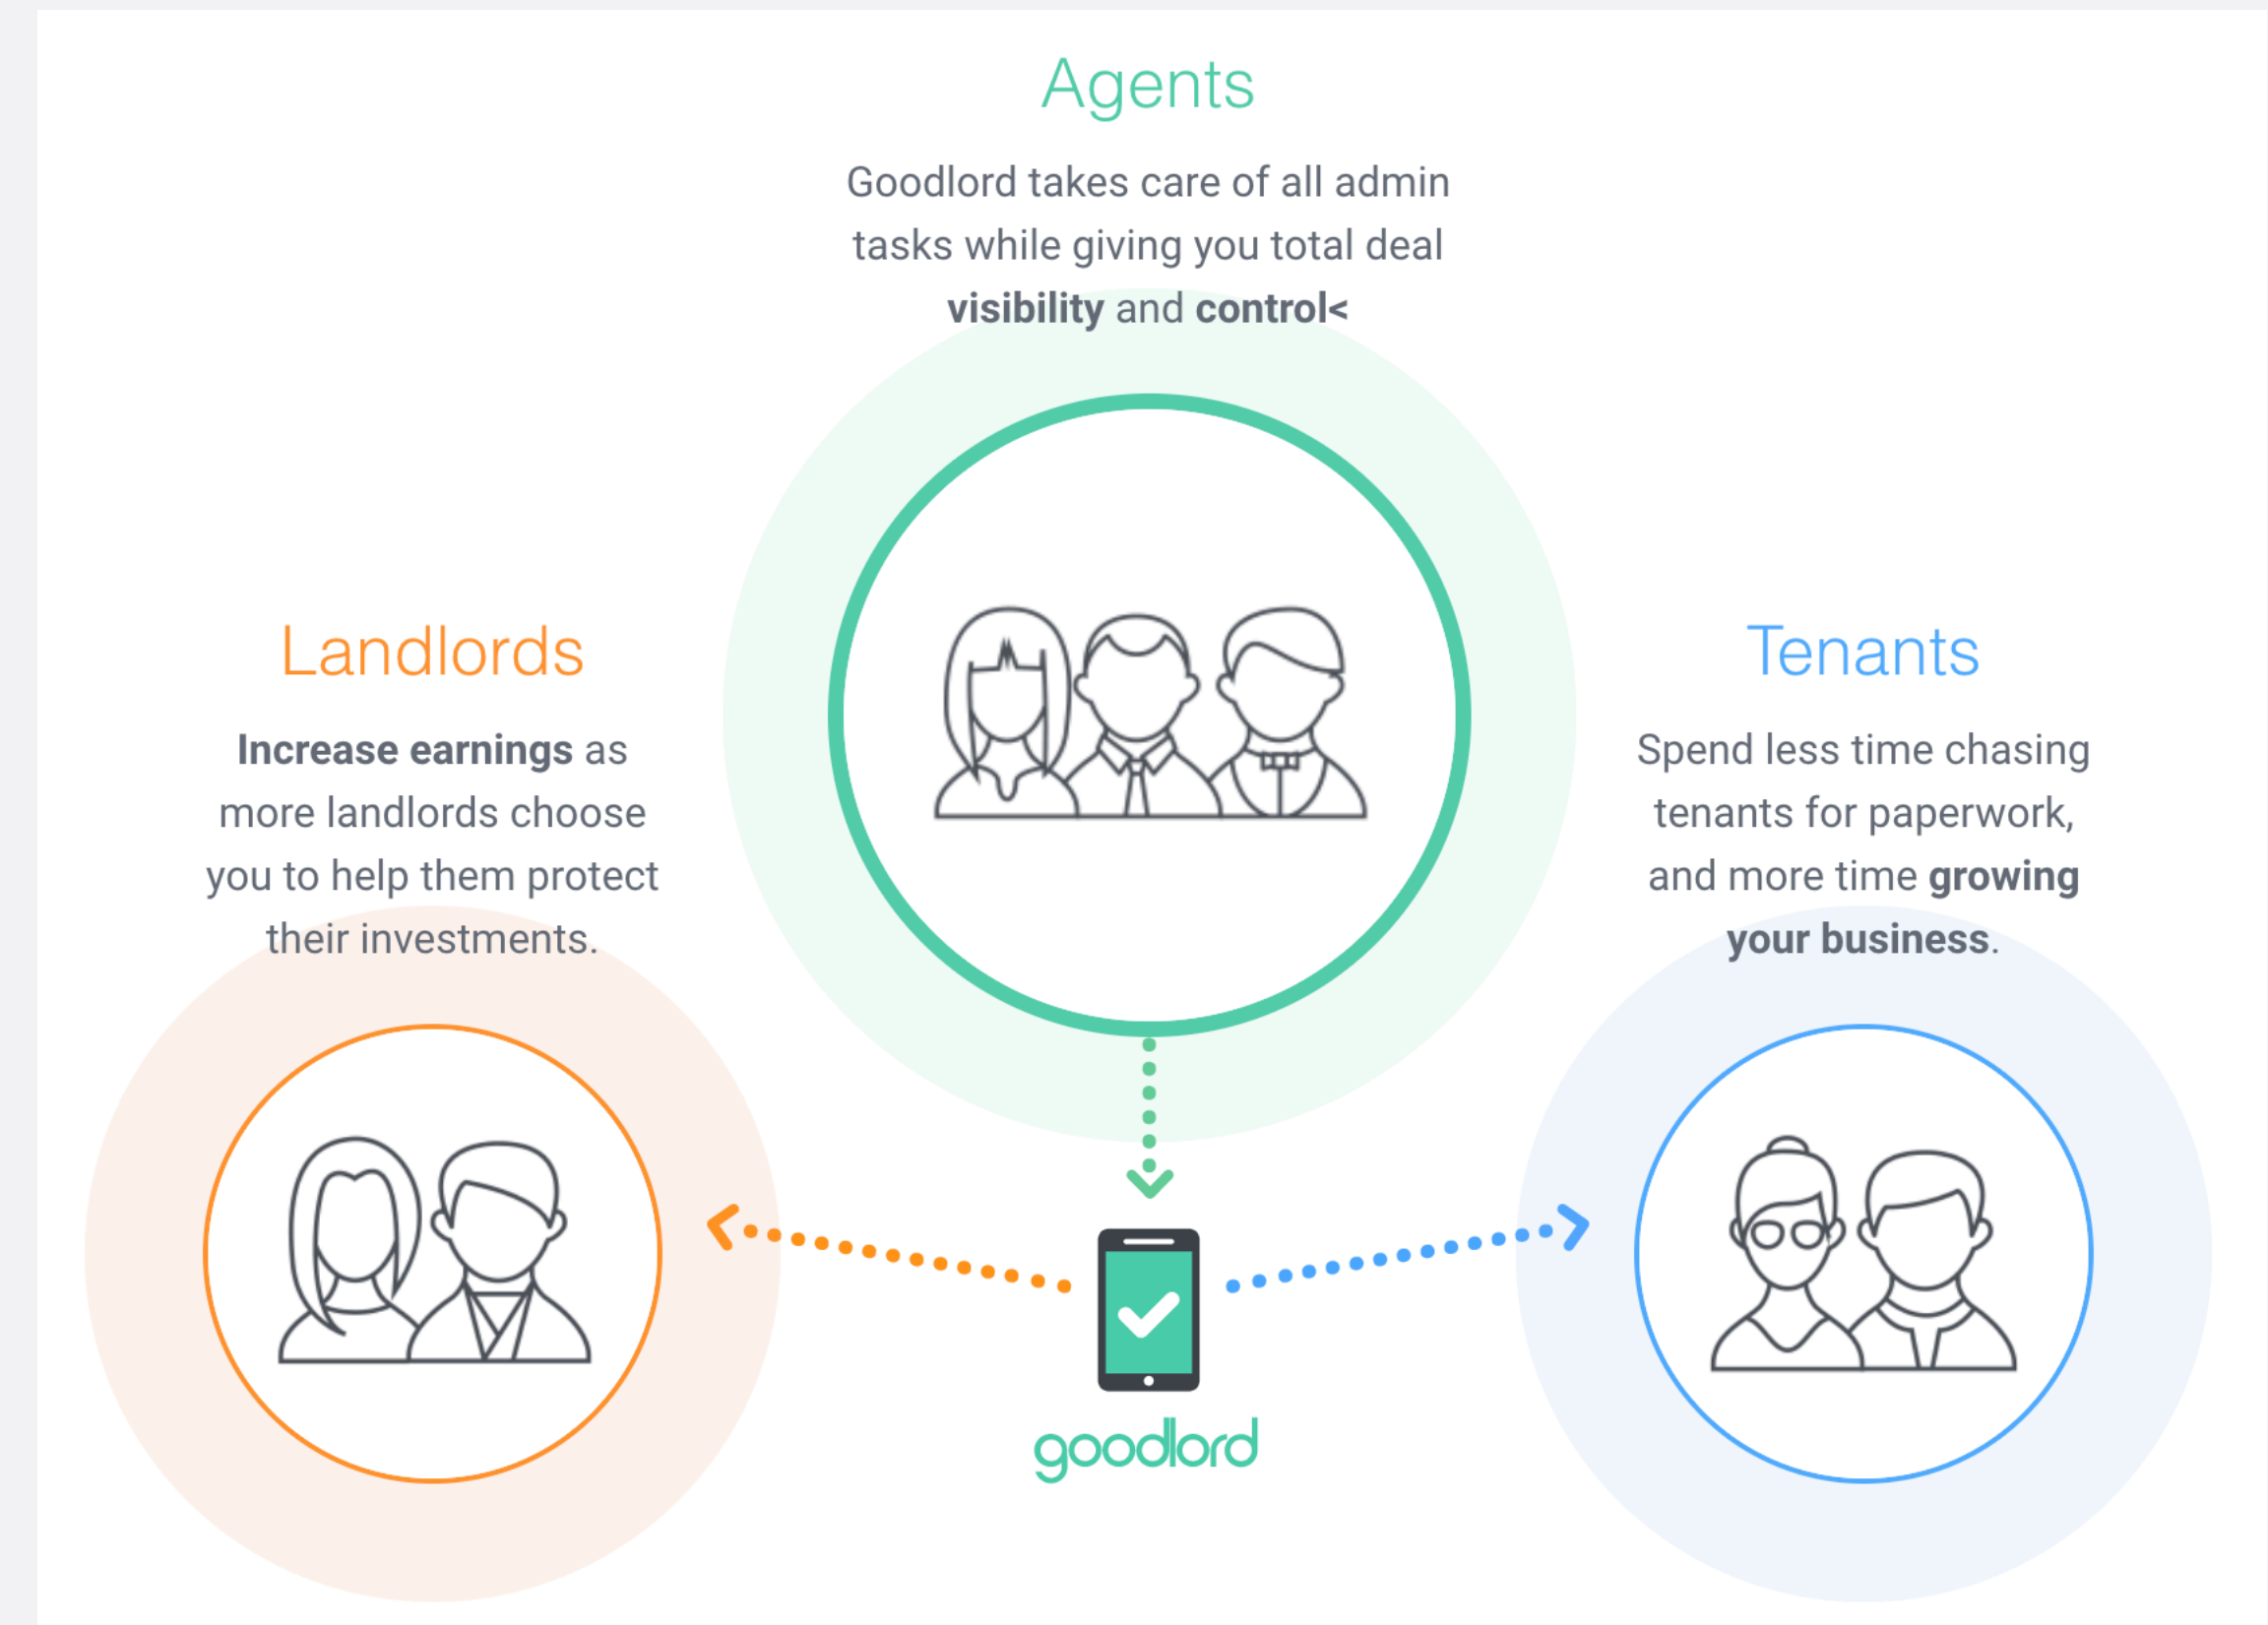 Agents
Goodlord takes care of all admin
tasks while giving you total deal
visibility and control<
Landlords
Increase earnings as
more landlords choose
you to help them protect
their investments.
Tenants
Spend less time chasing
tenants for paperwork,
and more time growing
your business.
goodlord